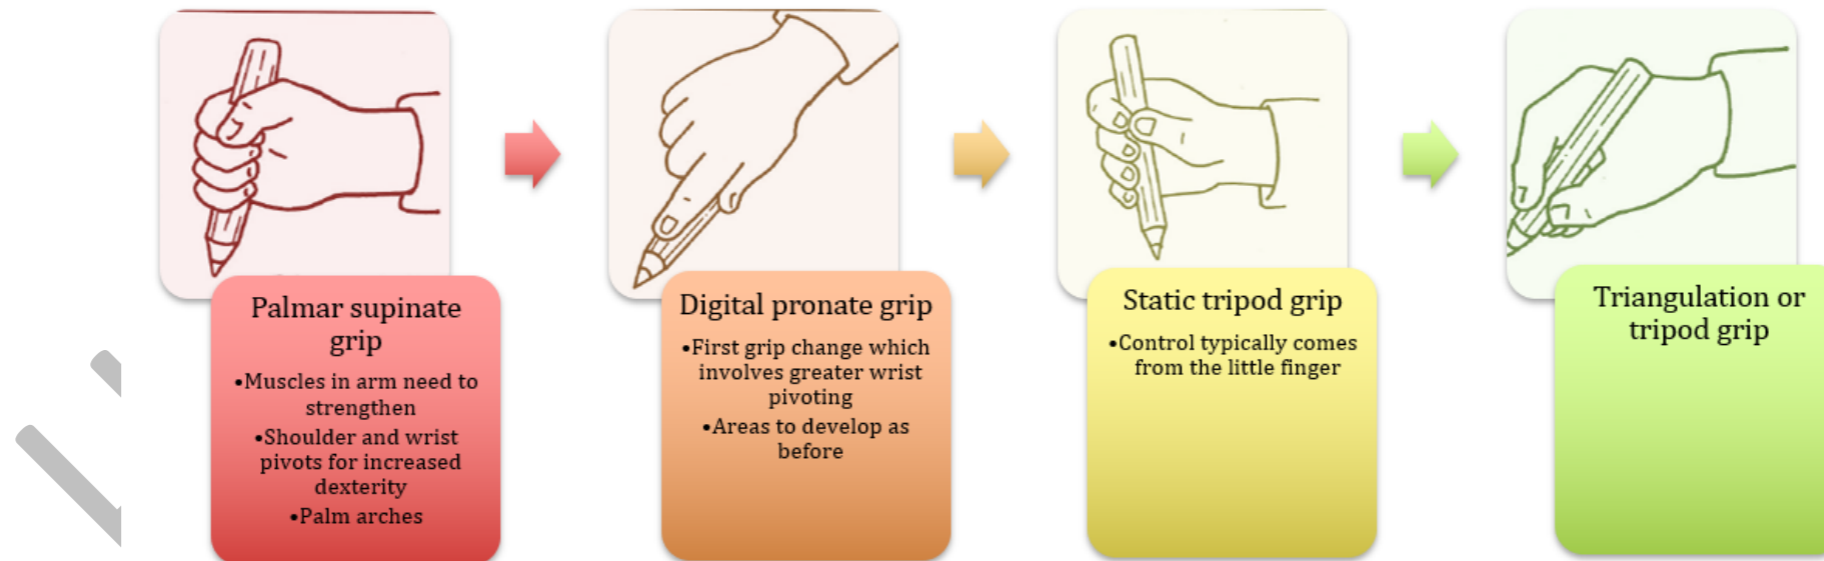 Palmar supinate
grip
•Muscles in arm need to
strengthen
•Shoulder and wrist
pivots for increased
dexterity
•Palm arches
Digital pronate grip
•First grip change which
involves greater wrist
pivoting
•Areas to develop as
before
Static tripod grip
•Control typically comes
from the little finger
Triangulation or
tripod grip